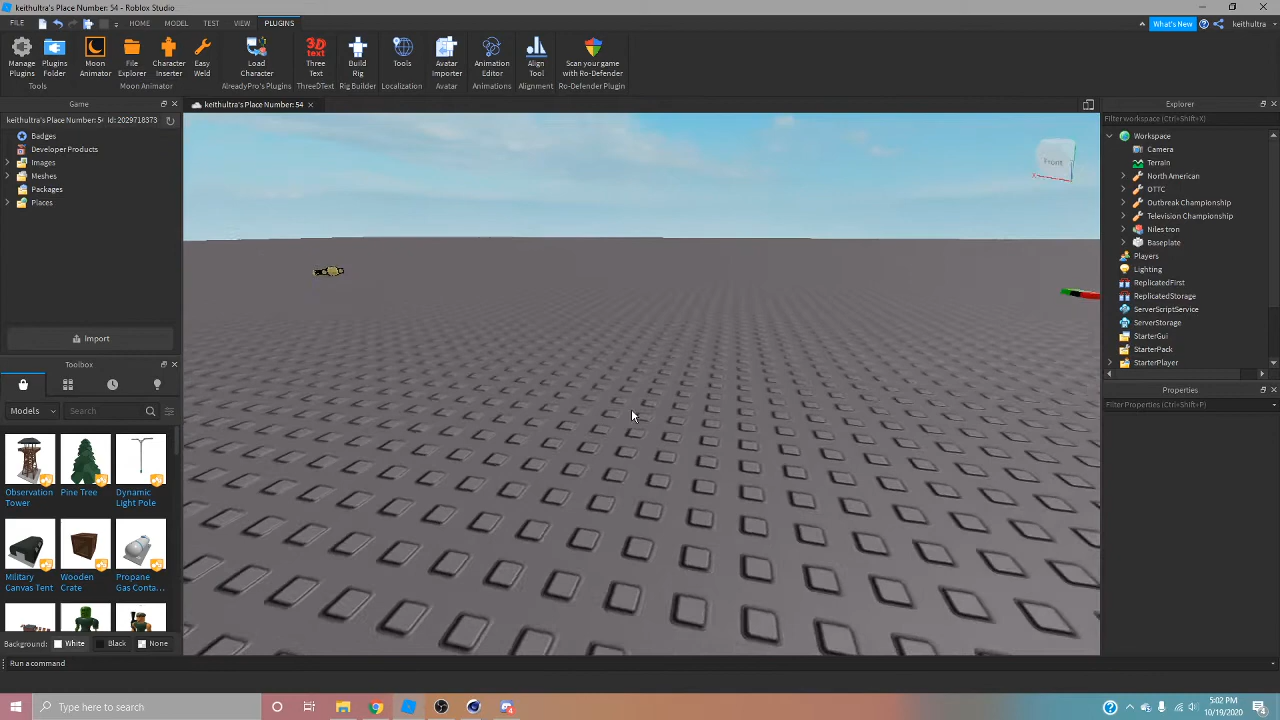 keithultra's Place Number: 54 - Roblox Studio
FILE
HOME
MODEL
TEST
VIEW
PLUGINS
What's New
keithultra
Manage Plugins
Plugins Folder
Moon Animator
File Explorer
Character Inserter
Easy Weld
Load Character
Three Text
Build Rig
Tools
Avatar Importer
Animation Editor
Align Tool
Scan your game with Ro-Defender
Tools
Moon Animator
AlreadyPro's Plugins
ThreeDText
Rig Builder
Localization
Avatar
Animations
Alignment
Ro-Defender Plugin
Game
keithultra's Place Number: 54 Id: 2029718373
Badges
Developer Products
Images
Meshes
Packages
Places
Import
Toolbox
Models
Search
Observation Tower
Pine Tree
Dynamic Light Pole
Military Canvas Tent
Wooden Crate
Propane Gas Conta...
Background:
White
Black
None
Run a command
keithultra's Place Number: 54
Front
Explorer
Filter workspace (Ctrl+Shift+X)
Workspace
Camera
Terrain
North American
OTTC
Outbreak Championship
Television Championship
Niles tron
Baseplate
Players
Lighting
ReplicatedFirst
ReplicatedStorage
ServerScriptService
ServerStorage
StarterGui
StarterPack
StarterPlayer
Properties
Filter Properties (Ctrl+Shift+P)
Type here to search
5:02 PM
10/19/2020